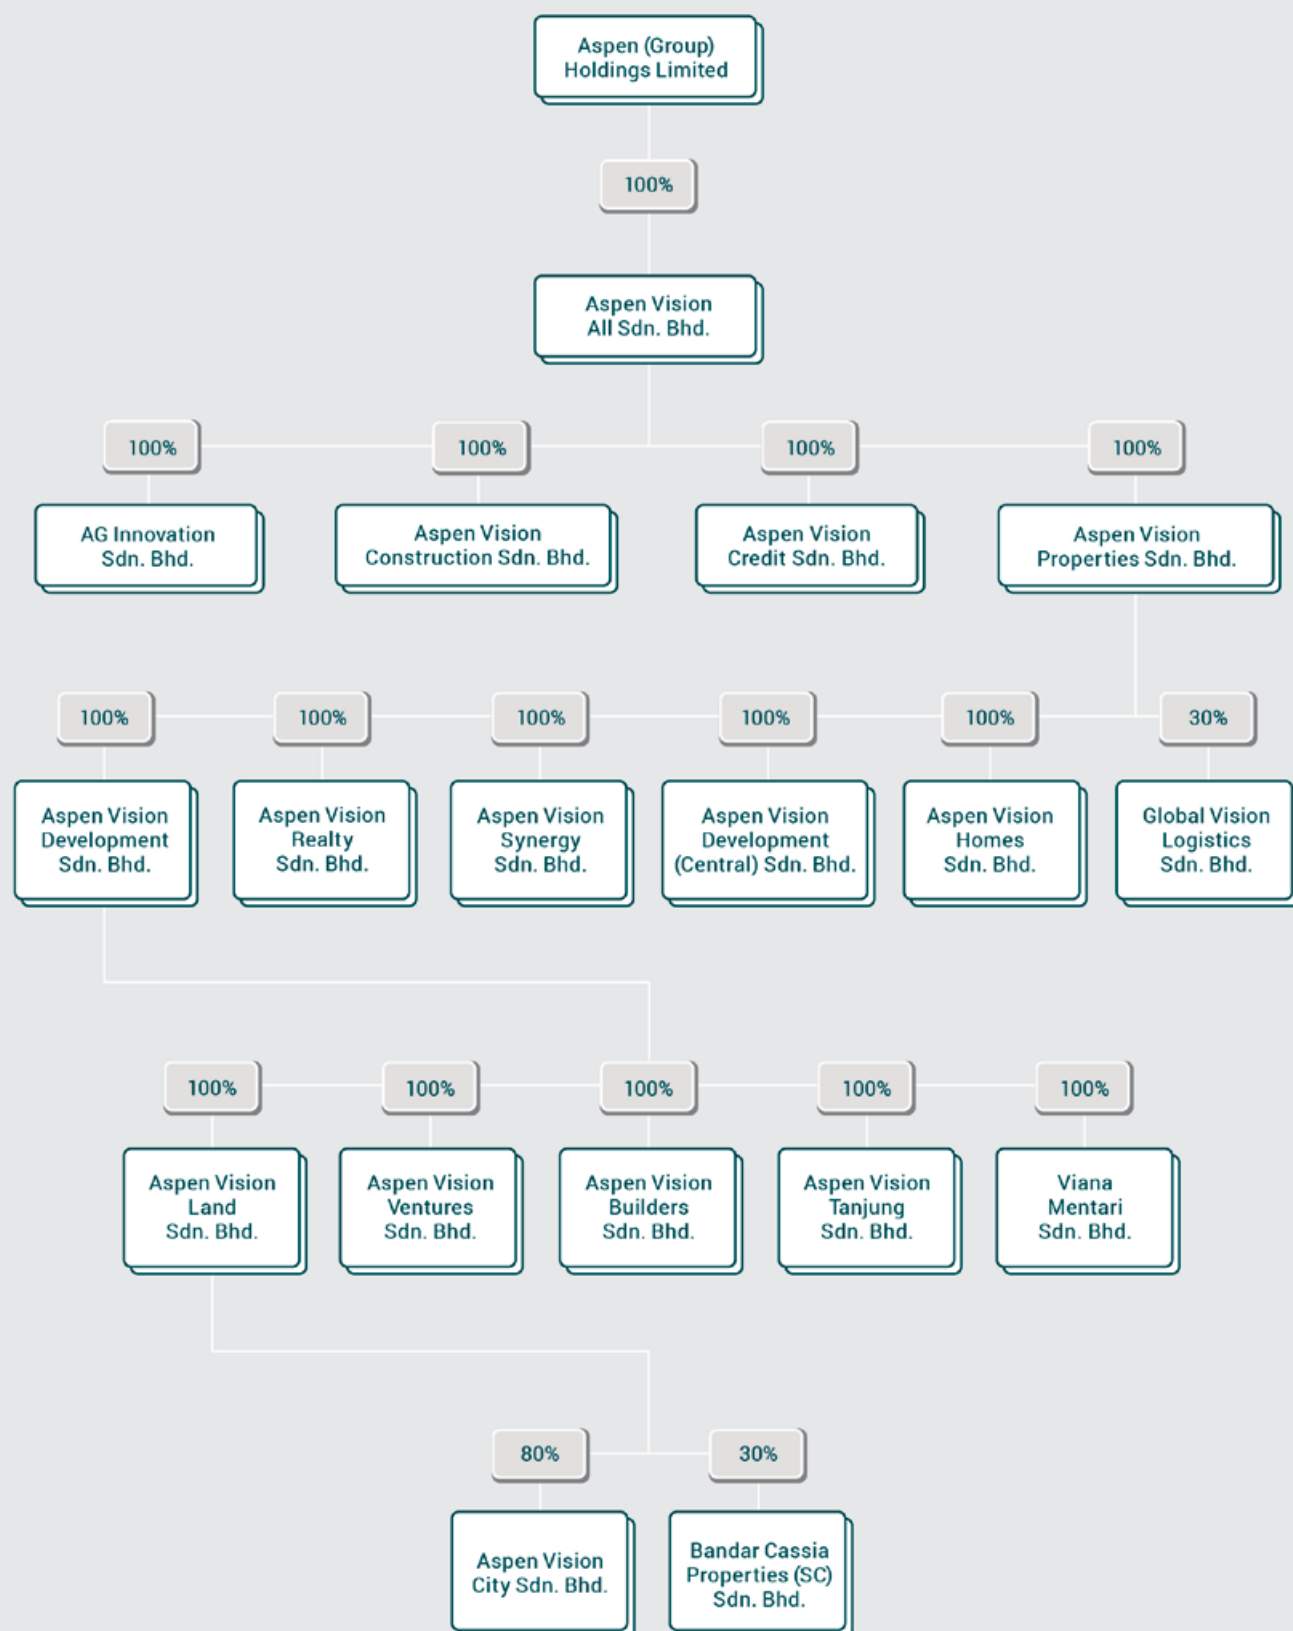 Aspen (Group)
Holdings Limited
100%
Aspen Vision
All Sdn. Bhd.
100%
100%
100%
100%
AG Innovation
Sdn. Bhd.
Aspen Vision
Construction Sdn. Bhd.
Aspen Vision
Credit Sdn. Bhd.
Aspen Vision
Properties Sdn. Bhd.
100%
100%
100%
100%
100%
30%
Aspen Vision
Development
Sdn. Bhd.
Aspen Vision
Realty
Sdn. Bhd.
Aspen Vision
Synergy
Sdn. Bhd.
Aspen Vision
Development
(Central) Sdn. Bhd.
Aspen Vision
Homes
Sdn. Bhd.
Global Vision
Logistics
Sdn. Bhd.
100%
100%
100%
100%
100%
Aspen Vision
Land
Sdn. Bhd.
Aspen Vision
Ventures
Sdn. Bhd.
Aspen Vision
Builders
Sdn. Bhd.
Aspen Vision
Tanjung
Sdn. Bhd.
Viana
Mentari
Sdn. Bhd.
80%
30%
Aspen Vision
City Sdn. Bhd.
Bandar Cassia
Properties (SC)
Sdn. Bhd.